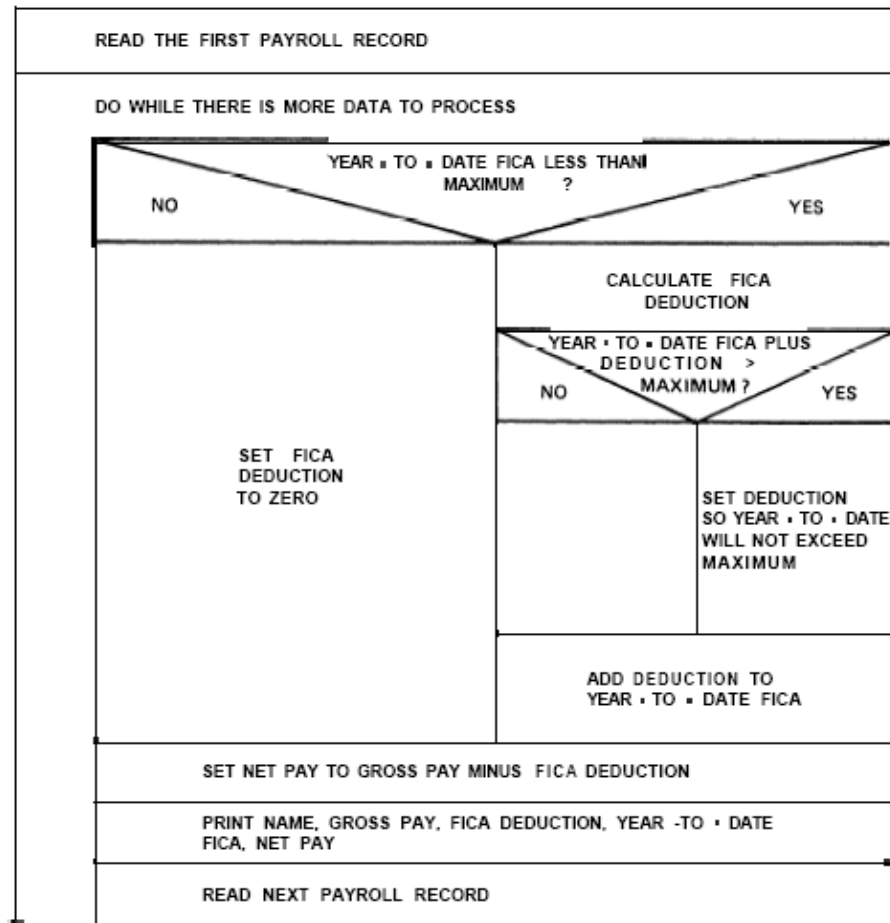 READ THE FIRST PAYROLL RECORD
DO WHILE THERE IS MORE DATA TO PROCESS
YEAR ▪ TO ▪ DATE FICA LESS THAN
MAXIMUM ?
NO
YES
CALCULATE FICA
DEDUCTION
YEAR ▪ TO ▪ DATE FICA PLUS
DEDUCTION >
MAXIMUM ?
NO
YES
SET FICA
DEDUCTION
TO ZERO
SET DEDUCTION
SO YEAR ▪ TO ▪ DATE
WILL NOT EXCEED
MAXIMUM
ADD DEDUCTION TO
YEAR ▪ TO ▪ DATE FICA
SET NET PAY TO GROSS PAY MINUS FICA DEDUCTION
PRINT NAME, GROSS PAY, FICA DEDUCTION, YEAR -TO ▪ DATE
FICA, NET PAY
READ NEXT PAYROLL RECORD